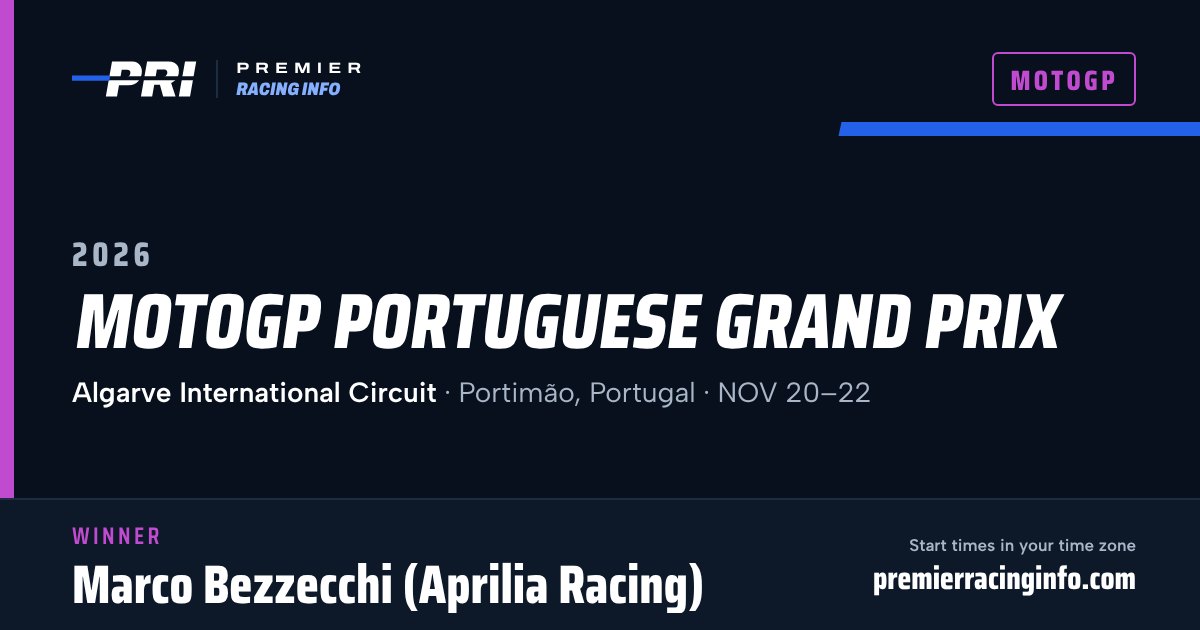 PRI
PREMIER
RACING INFO
MOTOGP
2026
MOTOGP PORTUGUESE GRAND PRIX
Algarve International Circuit · Portimão, Portugal · NOV 20–22
WINNER
Marco Bezzecchi (Aprilia Racing)
Start times in your time zone
premierracinginfo.com